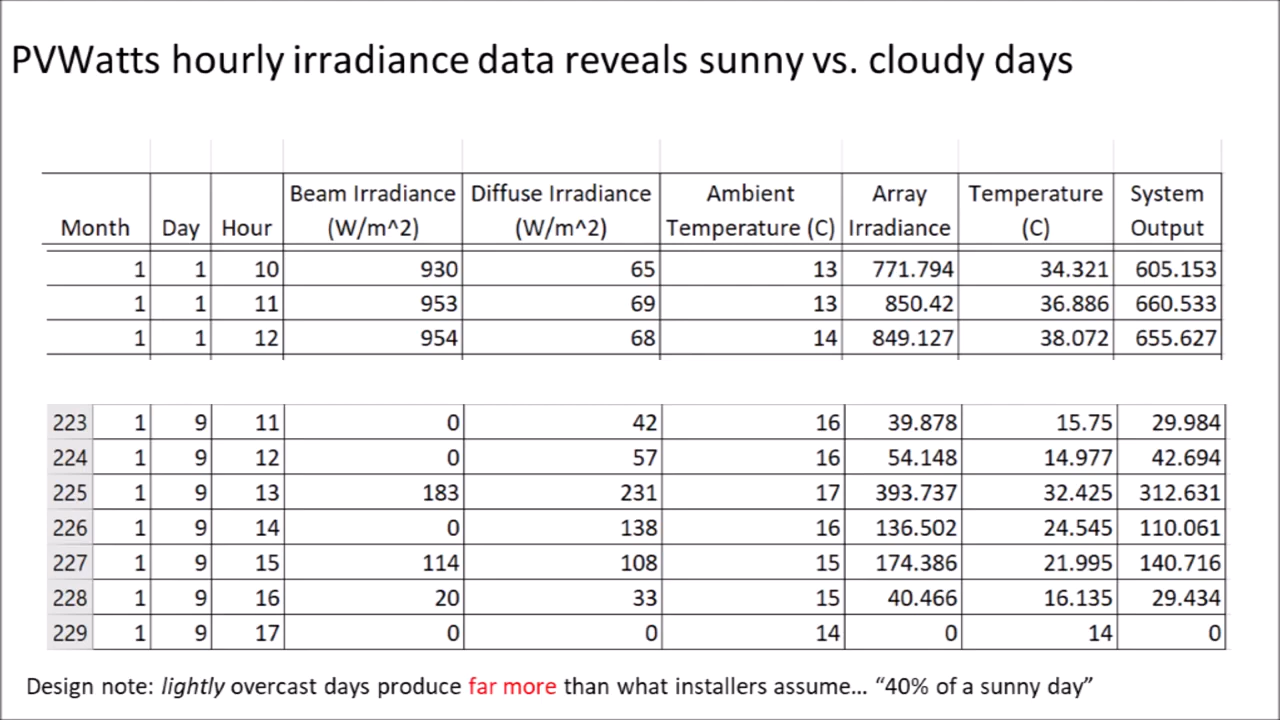 PVWatts hourly irradiance data reveals sunny vs. cloudy days
Beam Irradiance Diffuse Irradiance Ambient Array Temperature System
Month Day Hour (W/m^2) (W/m^2) Temperature (C) Irradiance (C) Output
1 1 10 930 65 13 771.794 34.321 605.153
1 1 11 953 69 13 850.42 36.886 660.533
1 1 12 954 68 14 849.127 38.072 655.627
223 1 9 11 0 42 16 39.878 15.75 29.984
224 1 9 12 0 57 16 54.148 14.977 42.694
225 1 9 13 183 231 17 393.737 32.425 312.631
226 1 9 14 0 138 16 136.502 24.545 110.061
227 1 9 15 114 108 15 174.386 21.995 140.716
228 1 9 16 20 33 15 40.466 16.135 29.434
229 1 9 17 0 0 14 0 14 0
Design note: lightly overcast days produce far more than what installers assume... “40% of a sunny day”